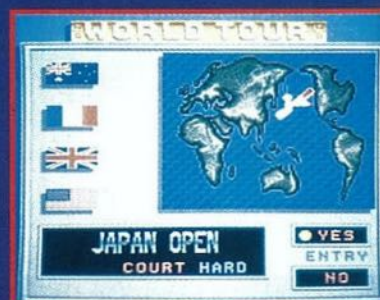 WORLD TOUR
JAPAN OPEN
COURT HARD
YES
ENTRY
NO